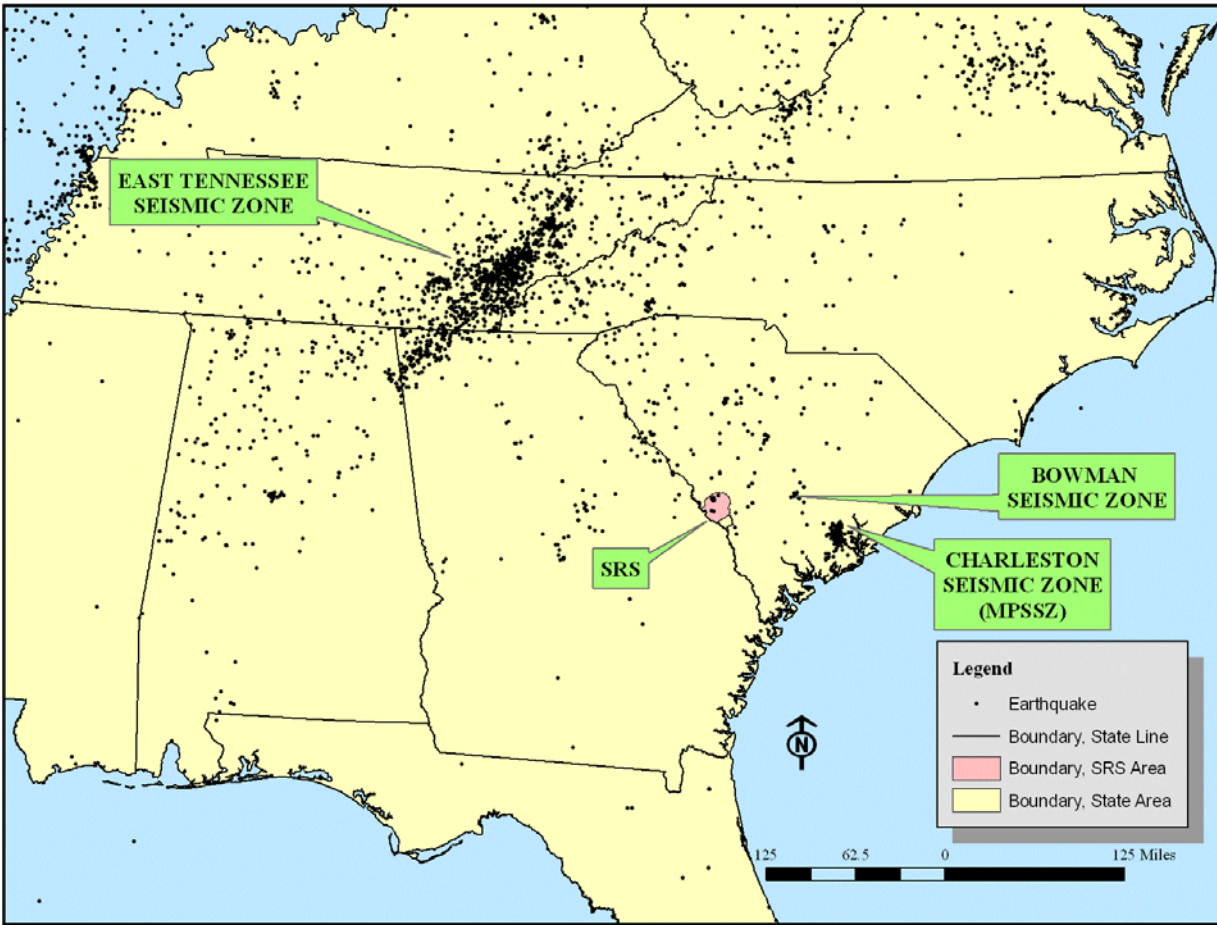 EAST TENNESSEE
SEISMIC ZONE
BOWMAN
SEISMIC ZONE
SRS
CHARLESTON
SEISMIC ZONE
(MPSSZ)
Legend
Earthquake
Boundary, State Line
Boundary, SRS Area
Boundary, State Area
N
125 62.5 0 125 Miles